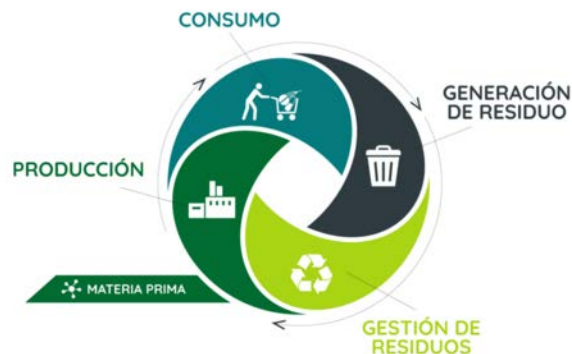 CONSUMO
GENERACIÓN
DE RESIDUO
PRODUCCIÓN
MATERIA PRIMA
GESTIÓN DE
RESIDUOS